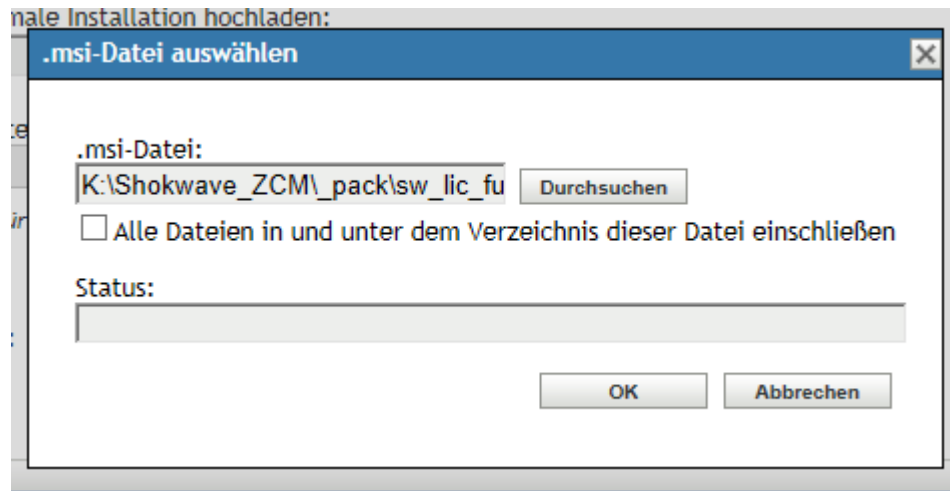 male Installation hochladen:
.msi-Datei auswählen
.msi-Datei:
K:\Shokwave_ZCM\_pack\sw_lic_fu
Durchsuchen
Alle Dateien in und unter dem Verzeichnis dieser Datei einschließen
Status:
OK
Abbrechen